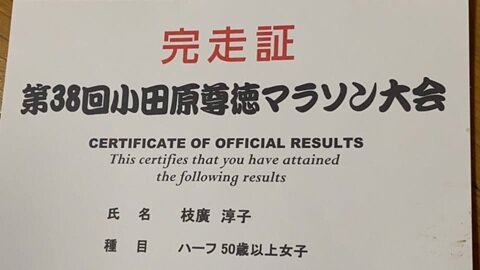 完走証
第38回小田原尊徳マラソン大会
CERTIFICATE OF OFFICIAL RESULTS
This certifies that you have attained
the following results
氏 名 枝廣 淳子
種 目 ハーフ 50歳以上女子